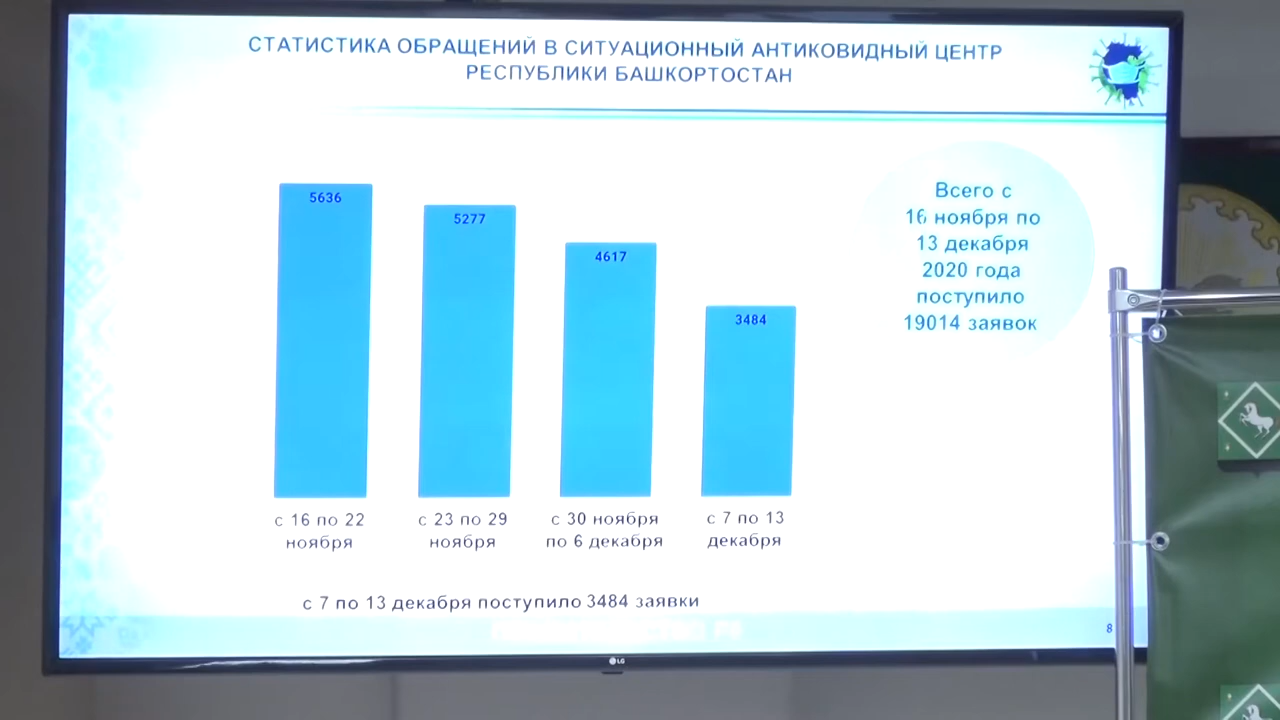 СТАТИСТИКА ОБРАЩЕНИЙ В СИТУАЦИОННЫЙ АНТИКОВИДНЫЙ ЦЕНТР
РЕСПУБЛИКИ БАШКОРТОСТАН
5636
5277
4617
3484
с 16 по 22
ноября
с 23 по 29
ноября
с 30 ноября
по 6 декабря
с 7 по 13
декабря
Всего с
16 ноября по
13 декабря
2020 года
поступило
19014 заявок
с 7 по 13 декабря поступило 3484 заявки
8
LG